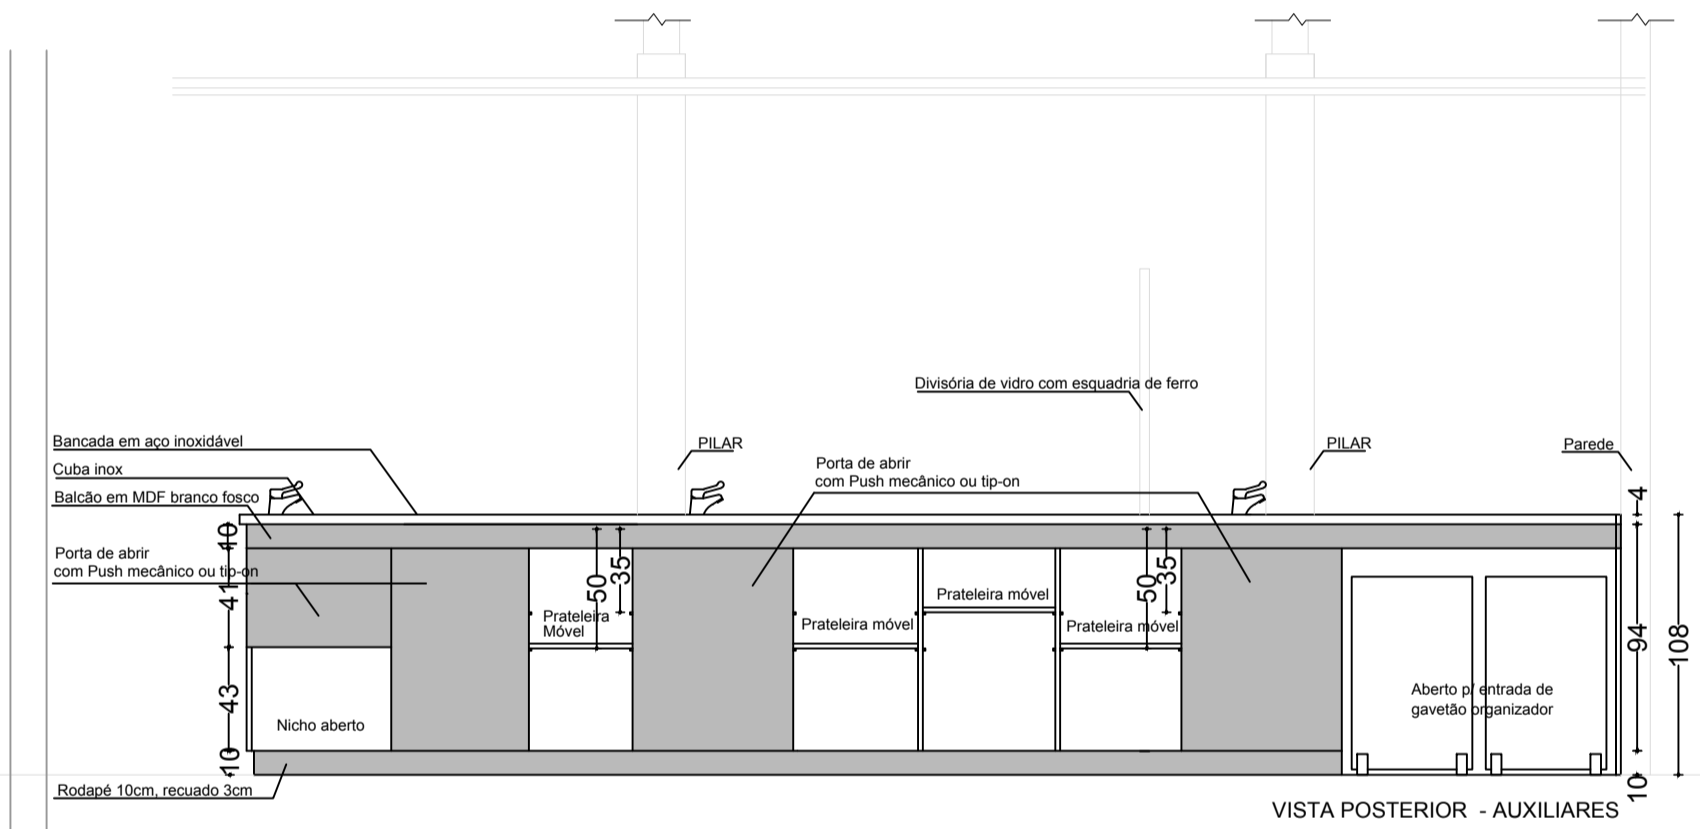 Divisória de vidro com esquadria de ferro
Bancada em aço inoxidável
PILAR
PILAR
Parede
Cuba inox
Porta de abrir
com Push mecânico ou tip-on
Balcão em MDF branco fosco
4
10
Porta de abrir
com Push mecânico ou tip-on
41
50
35
50
35
Prateleira móvel
Prateleira
Móvel
Prateleira móvel
Prateleira móvel
94
108
43
Nicho aberto
Aberto p/ entrada de
gavetão organizador
10
Rodapé 10cm, recuado 3cm
10
VISTA POSTERIOR - AUXILIARES